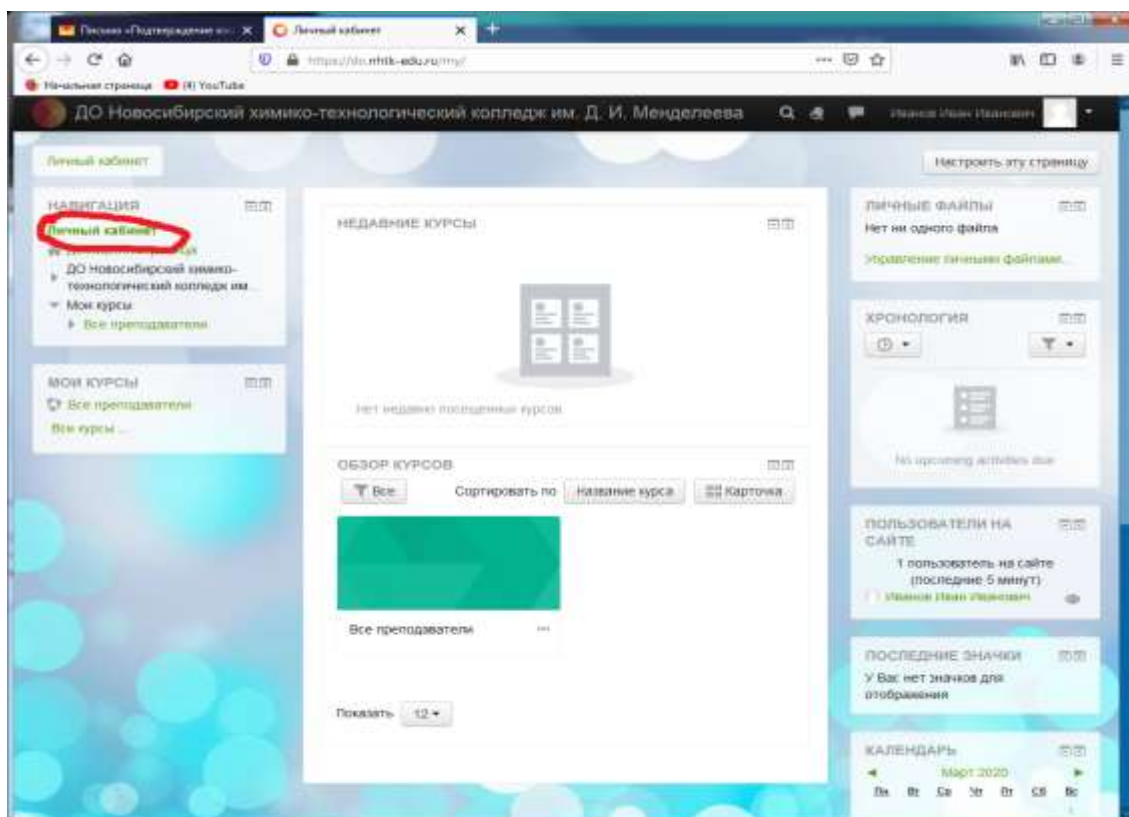 Письмо «Подтверждение
Личный кабинет
https://do.nhtk-edu.ru/my/
Начальная страница
(4) YouTube
ДО Новосибирский химико-технологический колледж им. Д. И. Менделеева
Иванов Иван Иванович
Личный кабинет
Настроить эту страницу
НАВИГАЦИЯ
Личный кабинет
ДО Новосибирский химико-
технологический колледж им...
Мои курсы
Все преподаватели
МОИ КУРСЫ
Все преподаватели
Все курсы ...
НЕДАВНИЕ КУРСЫ
Нет недавно посещенных курсов
ОБЗОР КУРСОВ
Все
Сортировать по
Название курса
Карточка
Все преподаватели
...
Показать
12
ЛИЧНЫЕ ФАЙЛЫ
Нет ни одного файла
Управление личными файлами...
ХРОНОЛОГИЯ
No upcoming activities due
ПОЛЬЗОВАТЕЛИ НА
САЙТЕ
1 пользователь на сайте
(последние 5 минут)
Иванов Иван Иванович
ПОСЛЕДНИЕ ЗНАЧКИ
У Вас нет значков для
отображения
КАЛЕНДАРЬ
Март 2020
Пн Вт Ср Чт Пт Сб Вс
1